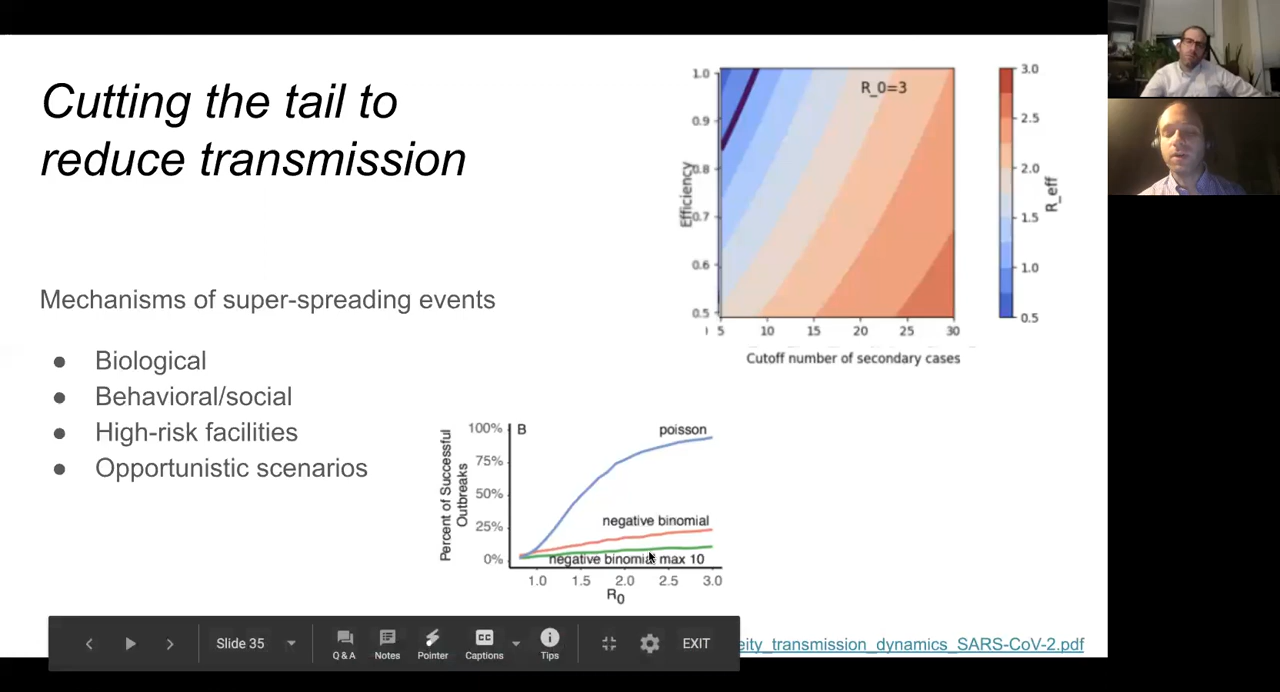 Cutting the tail to
reduce transmission
Mechanisms of super-spreading events
● Biological
● Behavioral/social
● High-risk facilities
● Opportunistic scenarios
R_0=3
1.0
0.9
0.8
0.7
0.6
0.5
Efficiency
5 10 15 20 25 30
Cutoff number of secondary cases
3.0
2.5
2.0
1.5
1.0
0.5
R_eff
B
Percent of Successful
Outbreaks
100%
75%
50%
25%
0%
poisson
negative binomial
negative binomial max 10
1.0 1.5 2.0 2.5 3.0
R0
eity_transmission_dynamics_SARS-CoV-2.pdf
Slide 35
Q & A
Notes
Pointer
CC
Captions
Tips
EXIT